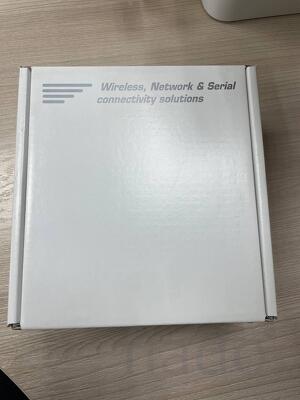 Wireless, Network & Serial
connectivity solutions